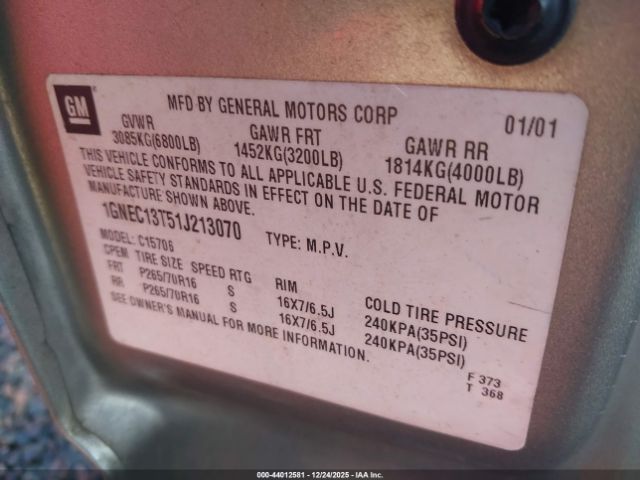 GM
MFD BY GENERAL MOTORS CORP 01/01
GVWR GAWR FRT GAWR RR
3085KG(6800LB) 1452KG(3200LB) 1814KG(4000LB)
THIS VEHICLE CONFORMS TO ALL APPLICABLE U.S. FEDERAL MOTOR
VEHICLE SAFETY STANDARDS IN EFFECT ON THE DATE OF
MANUFACTURE SHOWN ABOVE.
1GNEC13T51J213070 TYPE: M.P.V.
MODEL: C15706
CPEM TIRE SIZE SPEED RTG RIM COLD TIRE PRESSURE
FRT P265/70R16 S 16X7/6.5J 240KPA(35PSI)
RR P265/70R16 S 16X7/6.5J 240KPA(35PSI)
SEE OWNER'S MANUAL FOR MORE INFORMATION.
F 373
T 368
000-44012581 - 12/24/2025 - IAA Inc.